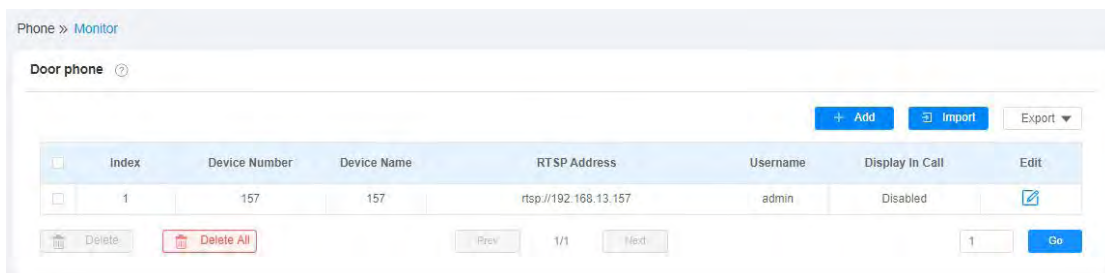 Phone » Monitor
Door phone ?
+ Add Import Export
Index Device Number Device Name RTSP Address Username Display In Call Edit
1 157 157 rtsp://192.168.13.157 admin Disabled
Delete Delete All Prev 1/1 Next 1 Go